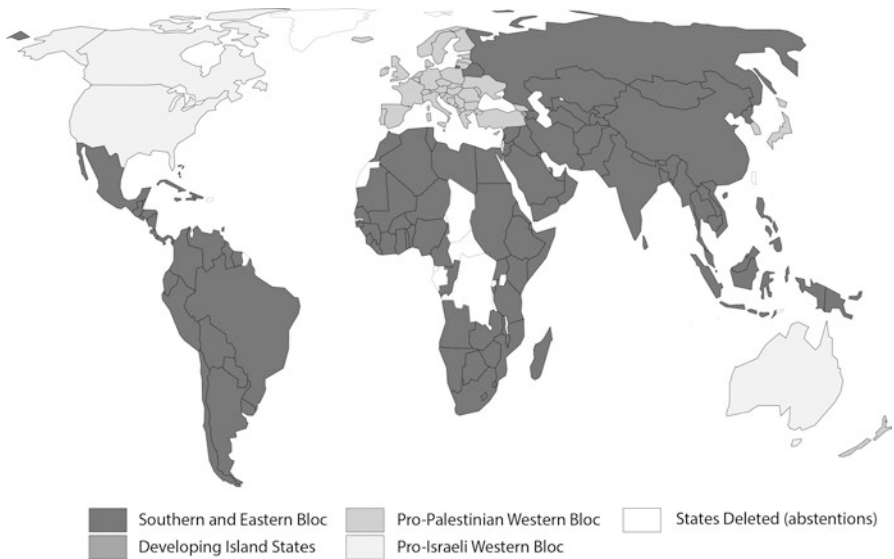 Southern and Eastern Bloc
Pro-Palestinian Western Bloc
States Deleted (abstentions)
Developing Island States
Pro-Israeli Western Bloc